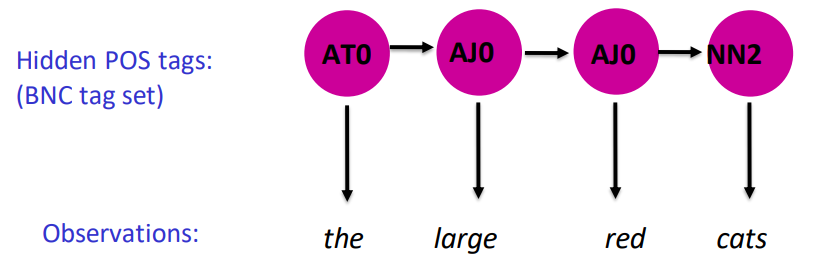 Hidden POS tags:
(BNC tag set)
AT0 AJ0 AJ0 NN2
Observations: the large red cats